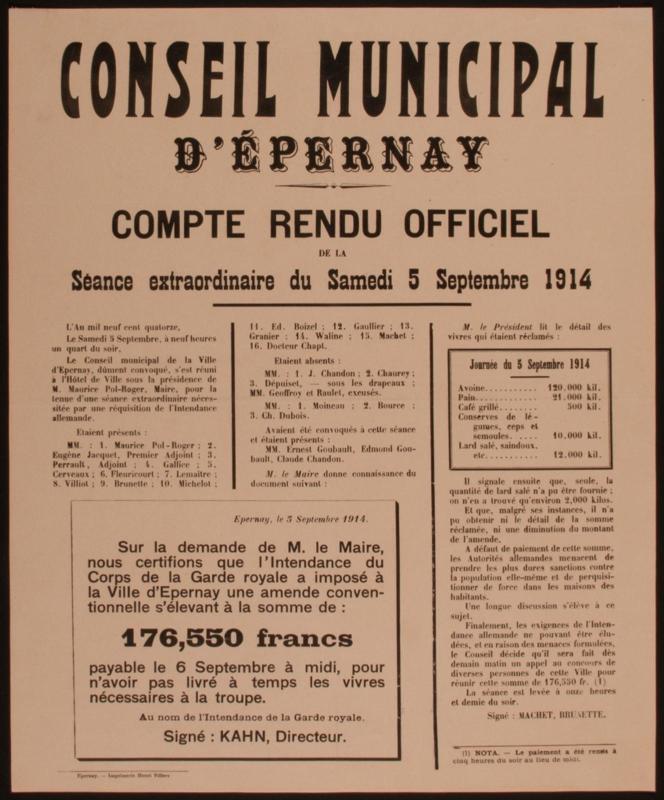 CONSEIL MUNICIPAL
D'ÉPERNAY
COMPTE RENDU OFFICIEL
DE LA
Séance extraordinaire du Samedi 5 Septembre 1914
L'An mil neuf cent quatorze,
Le Samedi 5 Septembre, à neuf heures
un quart du soir,
Le Conseil municipal de la Ville
d'Epernay, dûment convoqué, s'est réuni
à l'Hôtel de Ville sous la présidence de
M. Maurice Pol-Roger, Maire, pour la
tenue d'une séance extraordinaire néces-
sitée par une réquisition de l'Intendance
allemande.
Etaient présents :
MM. : 1. Maurice Pol-Roger ; 2.
Eugène Jacquet, Premier Adjoint ; 3.
Perrault, Adjoint ; 4. Gallice ; 5.
Cerveaux ; 6. Fleuricourt ; 7. Lemaître ;
8. Villiot ; 9. Brunette ; 10. Michelot ;
11. Ed. Boizel ; 12. Gaullier ; 13.
Granier ; 14. Waline ; 15. Machet ;
16. Docteur Chapt.
Etaient absents :
MM. : 1. J. Chandon ; 2. Chaurey ;
3. Dépuiset, — sous les drapeaux ;
MM. Geoffroy et Raulet, excusés.
MM. : 1. Moineau ; 2. Bource ;
3. Ch. Dubois.
Avaient été convoqués à cette séance
et étaient présents :
MM. Ernest Goubault, Edmond Gou-
bault, Claude Chandon.
M. le Maire donne connaissance du
document suivant :
Epernay, le 5 Septembre 1914.
Sur la demande de M. le Maire,
nous certifions que l'Intendance du
Corps de la Garde royale a imposé à
la Ville d'Epernay une amende conven-
tionnelle s'élevant à la somme de :
176,550 francs
payable le 6 Septembre à midi, pour
n'avoir pas livré à temps les vivres
nécessaires à la troupe.
Au nom de l'Intendance de la Garde royale.
Signé : KAHN, Directeur.
M. le Président lit le détail des
vivres qui étaient réclamés :
Journée du 5 Septembre 1914
Avoine........... 120.000 kil.
Pain............. 21.000 kil.
Café grillé........ 500 kil.
Conserves de lé-
gumes, ceps et
semoules..... 10.000 kil.
Lard salé, saindoux,
etc........... 12.000 kil.
Il signale ensuite que, seule, la
quantité de lard salé n'a pu être fournie ;
on n'en a trouvé qu'environ 2,000 kilos.
Et que, malgré ses instances, il n'a
pu obtenir ni le détail de la somme
réclamée, ni une diminution du montant
de l'amende.
A défaut de paiement de cette somme,
les Autorités allemandes menacent de
prendre les plus dures sanctions contre
la population elle-même et de perquisi-
tionner de force dans les maisons des
habitants.
Une longue discussion s'élève à ce
sujet.
Finalement, les exigences de l'Inten-
dance allemande ne pouvant être élu-
dées, et en raison des menaces formulées,
le Conseil décide qu'il sera fait dès
demain matin un appel au concours de
diverses personnes de cette Ville pour
réunir cette somme de 176,550 fr. (1)
La séance est levée à onze heures
et demie du soir.
Signé : MACHET, BRUNETTE.
(1) NOTA. — Le paiement a été remis à
cinq heures du soir au lieu de midi.
Epernay. — Imprimerie Henri Villers